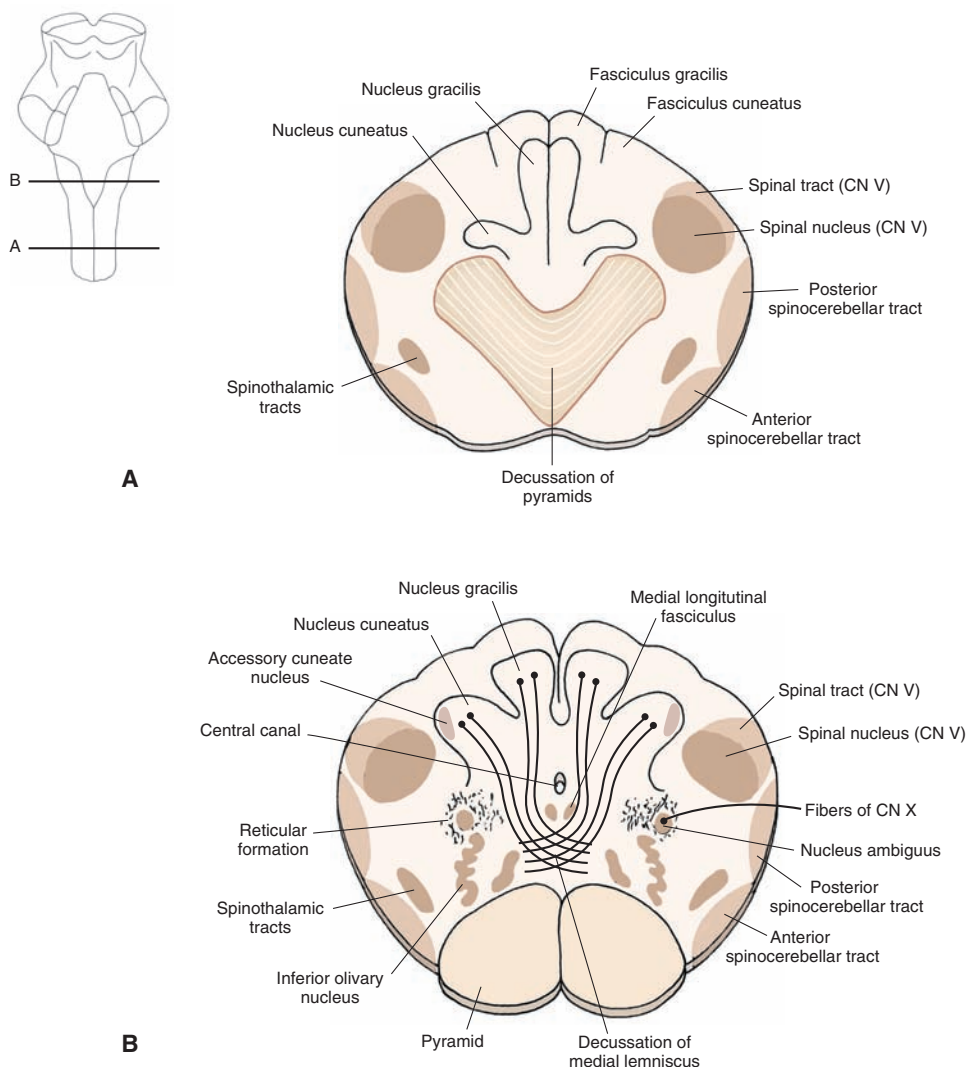 B
A
Nucleus gracilis
Nucleus cuneatus
Fasciculus gracilis
Fasciculus cuneatus
Spinal tract (CN V)
Spinal nucleus (CN V)
Posterior
spinocerebellar tract
Spinothalamic
tracts
Anterior
spinocerebellar tract
Decussation of
pyramids
A
Nucleus gracilis
Nucleus cuneatus
Accessory cuneate
nucleus
Central canal
Reticular
formation
Spinothalamic
tracts
Inferior olivary
nucleus
Pyramid
Medial longitutinal
fasciculus
Spinal tract (CN V)
Spinal nucleus (CN V)
Fibers of CN X
Nucleus ambiguus
Posterior
spinocerebellar tract
Anterior
spinocerebellar tract
Decussation of
medial lemniscus
B